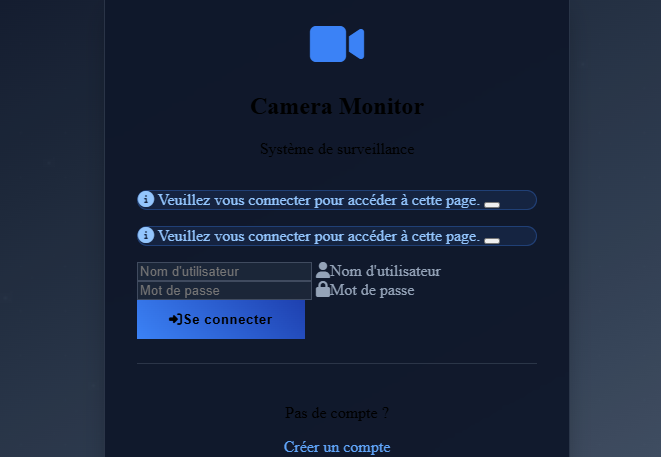 Camera Monitor
Système de surveillance
Veuillez vous connecter pour accéder à cette page.
Veuillez vous connecter pour accéder à cette page.
Nom d'utilisateur Nom d'utilisateur
Mot de passe Mot de passe
Se connecter
Pas de compte ?
Créer un compte